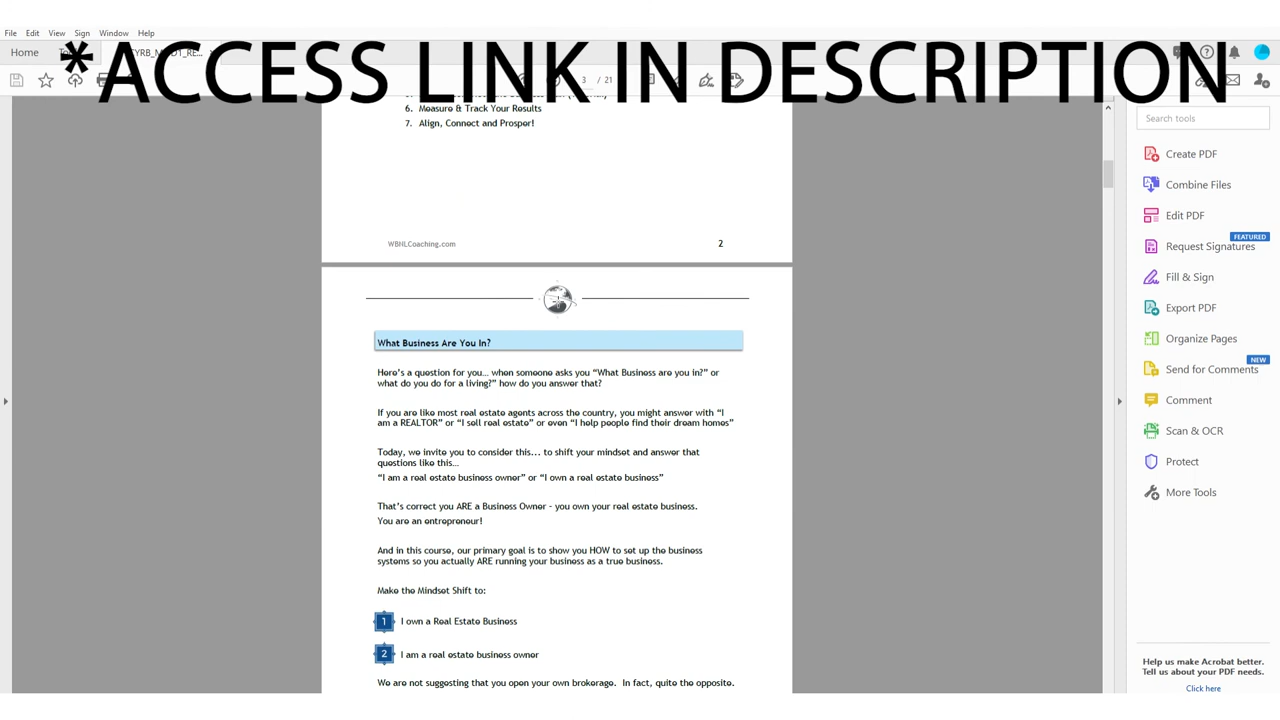 File Edit View Sign Window Help
Home
*ACCESS LINK IN DESCRIPTION
3 / 21
6. Measure & Track Your Results
7. Align, Connect and Prosper!
WBNLCoaching.com 2
What Business Are You In?
Here's a question for you… when someone asks you “What Business are you in?” or
what do you do for a living?” how do you answer that?
If you are like most real estate agents across the country, you might answer with “I
am a REALTOR” or “I sell real estate” or even “I help people find their dream homes”
Today, we invite you to consider this... to shift your mindset and answer that
questions like this…
“I am a real estate business owner” or “I own a real estate business”
That's correct you ARE a Business Owner – you own your real estate business.
You are an entrepreneur!
And in this course, our primary goal is to show you HOW to set up the business
systems so you actually ARE running your business as a true business.
Make the Mindset Shift to:
1 I own a Real Estate Business
2 I am a real estate business owner
We are not suggesting that you open your own brokerage. In fact, quite the opposite.
Search tools
Create PDF
Combine Files
Edit PDF
FEATURED
Request Signatures
Fill & Sign
Export PDF
Organize Pages
NEW
Send for Comments
Comment
Scan & OCR
Protect
More Tools
Help us make Acrobat better.
Tell us about your PDF needs.
Click here